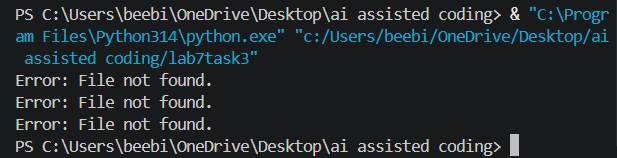 PS C:\Users\beebi\OneDrive\Desktop\ai assisted coding> & "C:\Progr
am Files\Python314\python.exe" "c:/Users/beebi/OneDrive/Desktop/ai
 assisted coding/lab7task3"
Error: File not found.
Error: File not found.
Error: File not found.
PS C:\Users\beebi\OneDrive\Desktop\ai assisted coding>